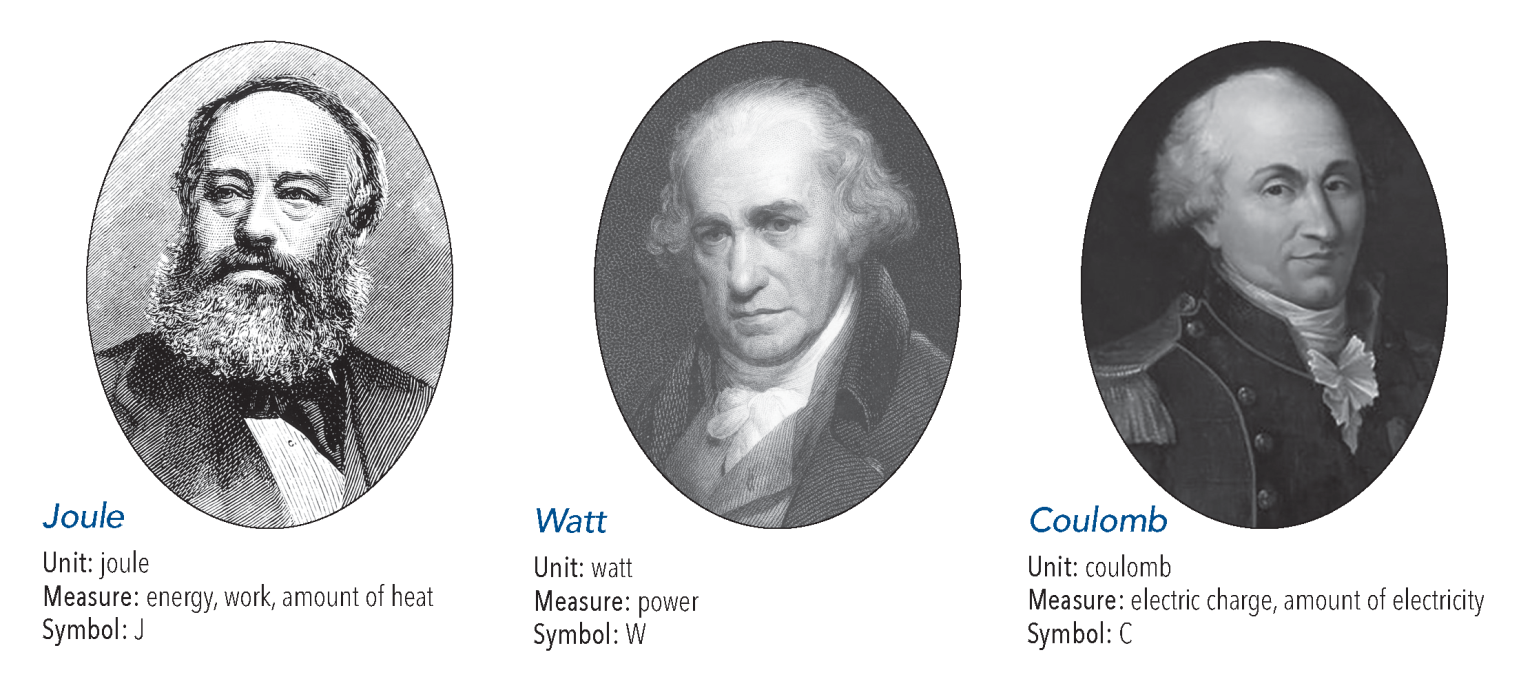 Joule
Unit: joule
Measure: energy, work, amount of heat
Symbol: J
Watt
Unit: watt
Measure: power
Symbol: W
Coulomb
Unit: coulomb
Measure: electric charge, amount of electricity
Symbol: C